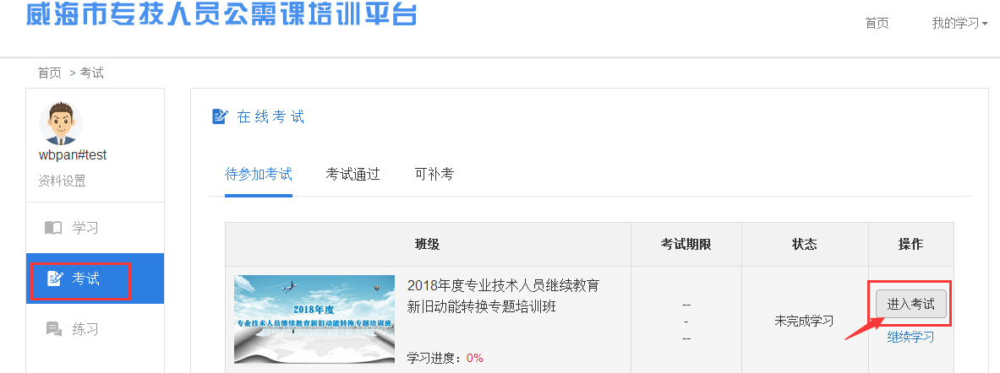 威海市专技人员公需课培训平台
首页 我的学习
首页 > 考试
wbpan#test
资料设置
学习
考试
练习
在线考试
待参加考试 考试通过 可补考
班级 考试期限 状态 操作
2018年度
专业技术人员继续教育新旧动能转换专题培训班
2018年度专业技术人员继续教育
新旧动能转换专题培训班
学习进度：0%
--
-
--
未完成学习
进入考试
继续学习